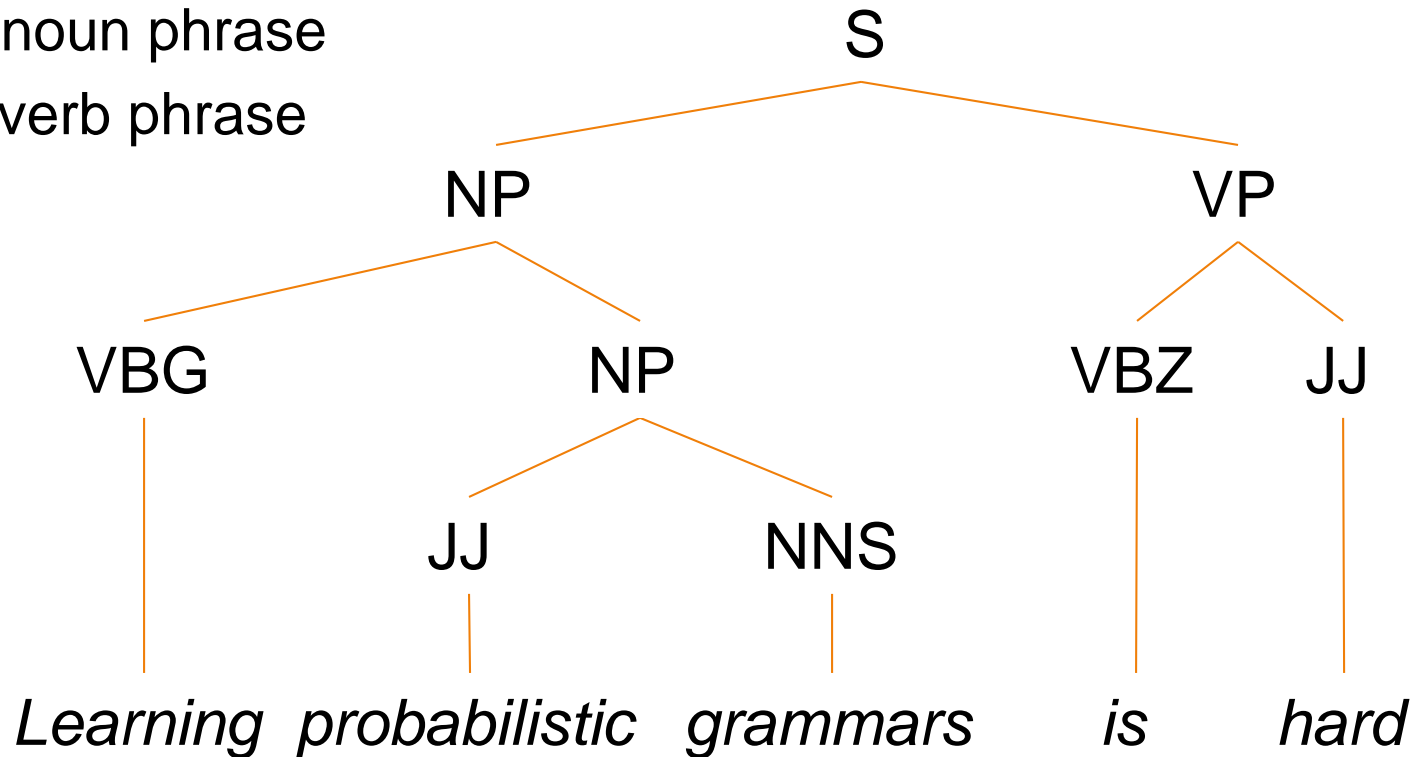 noun phrase
S
verb phrase
NP VP
VBG NP VBZ JJ
JJ NNS
Learning probabilistic grammars is hard